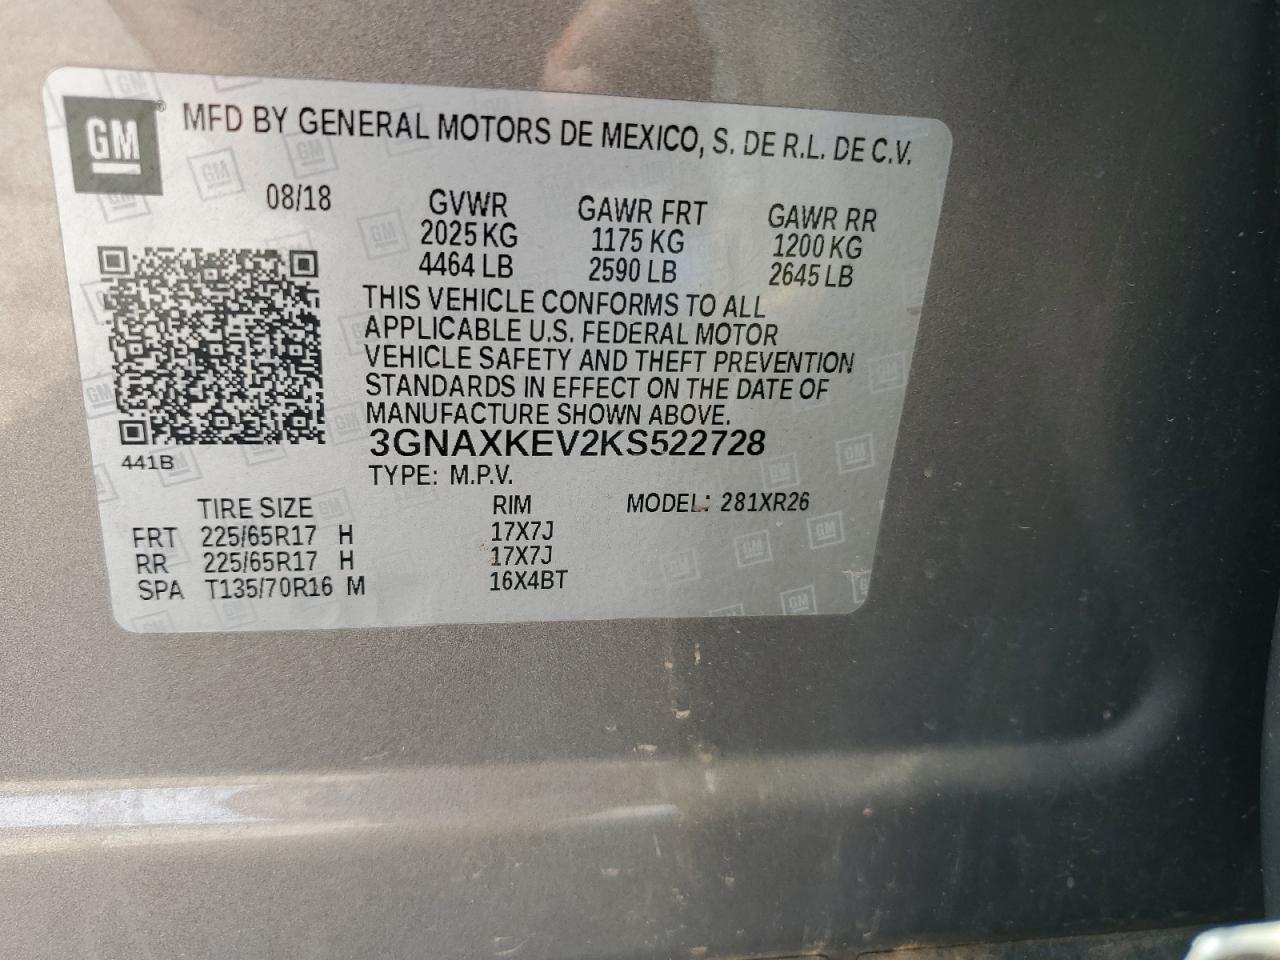 GM ® MFD BY GENERAL MOTORS DE MEXICO, S. DE R.L. DE C.V.
08/18 GVWR GAWR FRT GAWR RR
2025 KG 1175 KG 1200 KG
4464 LB 2590 LB 2645 LB
THIS VEHICLE CONFORMS TO ALL
APPLICABLE U.S. FEDERAL MOTOR
VEHICLE SAFETY AND THEFT PREVENTION
STANDARDS IN EFFECT ON THE DATE OF
MANUFACTURE SHOWN ABOVE.
3GNAXKEV2KS522728
441B
TYPE: M.P.V.
TIRE SIZE RIM MODEL: 281XR26
FRT 225/65R17 H 17X7J
RR 225/65R17 H 17X7J
SPA T135/70R16 M 16X4BT